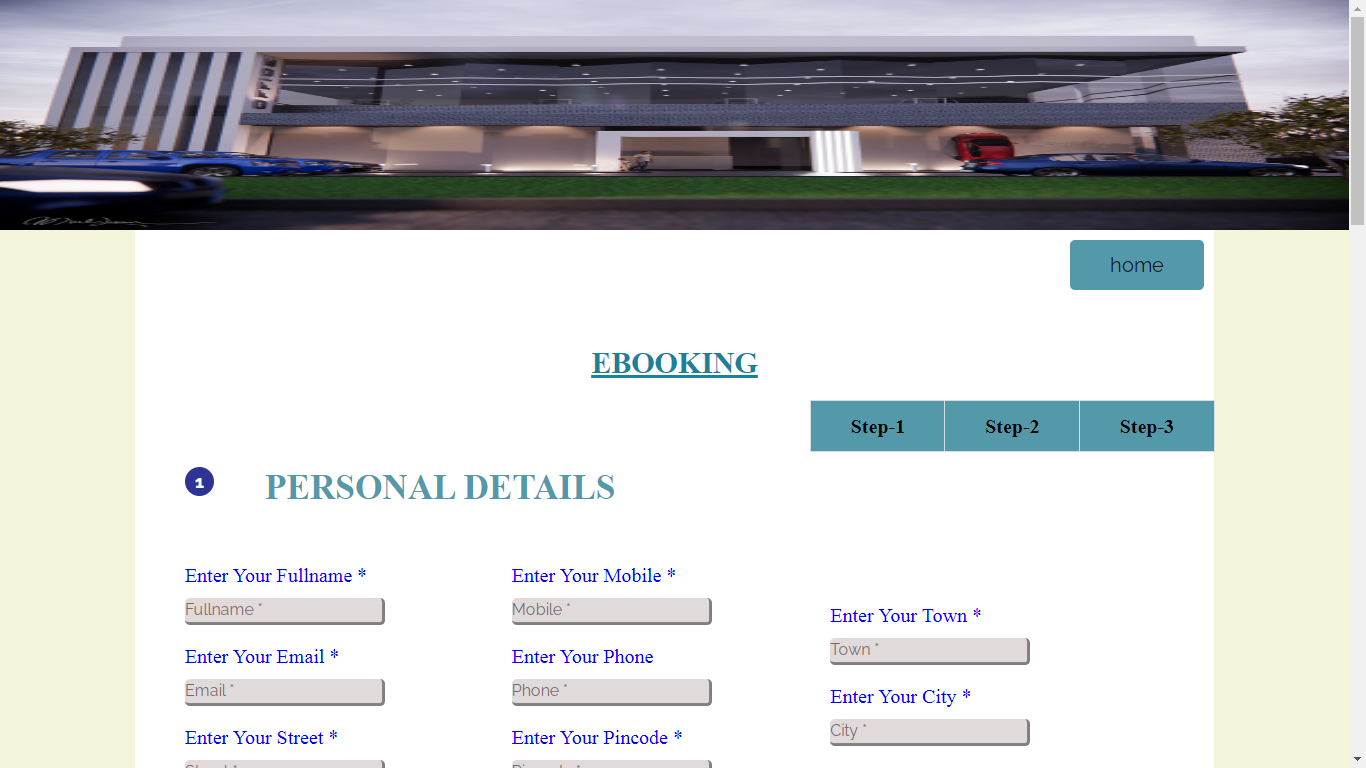 OFFICE
home
EBOOKING
Step-1 Step-2 Step-3
1 PERSONAL DETAILS
Enter Your Fullname *
Fullname *
Enter Your Mobile *
Mobile *
Enter Your Town *
Town *
Enter Your Email *
Email *
Enter Your Phone
Phone *
Enter Your City *
City *
Enter Your Street *
Enter Your Pincode *